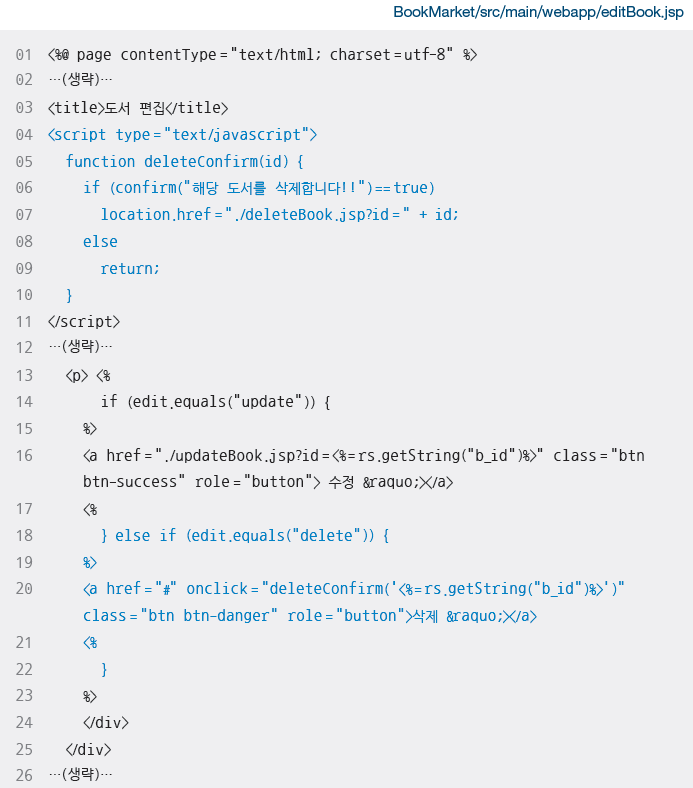 BookMarket/src/main/webapp/editBook.jsp
01 <%@ page contentType="text/html; charset=utf-8" %>
02 …(생략)…
03 <title>도서 편집</title>
04 <script type="text/javascript">
05 function deleteConfirm(id) {
06 if (confirm("해당 도서를 삭제합니다!!")==true)
07 location.href="./deleteBook.jsp?id=" + id;
08 else
09 return;
10 }
11 </script>
12 …(생략)…
13 <p> <%
14 if (edit.equals("update")) {
15 %>
16 <a href="./updateBook.jsp?id=<%=rs.getString("b_id")%>" class="btn
btn-success" role="button"> 수정 &raquo;></a>
17 <%
18 } else if (edit.equals("delete")) {
19 %>
20 <a href="#" onclick="deleteConfirm('<%=rs.getString("b_id")%>')"
class="btn btn-danger" role="button">삭제 &raquo;></a>
21 <%
22 }
23 %>
24 </div>
25 </div>
26 …(생략)…